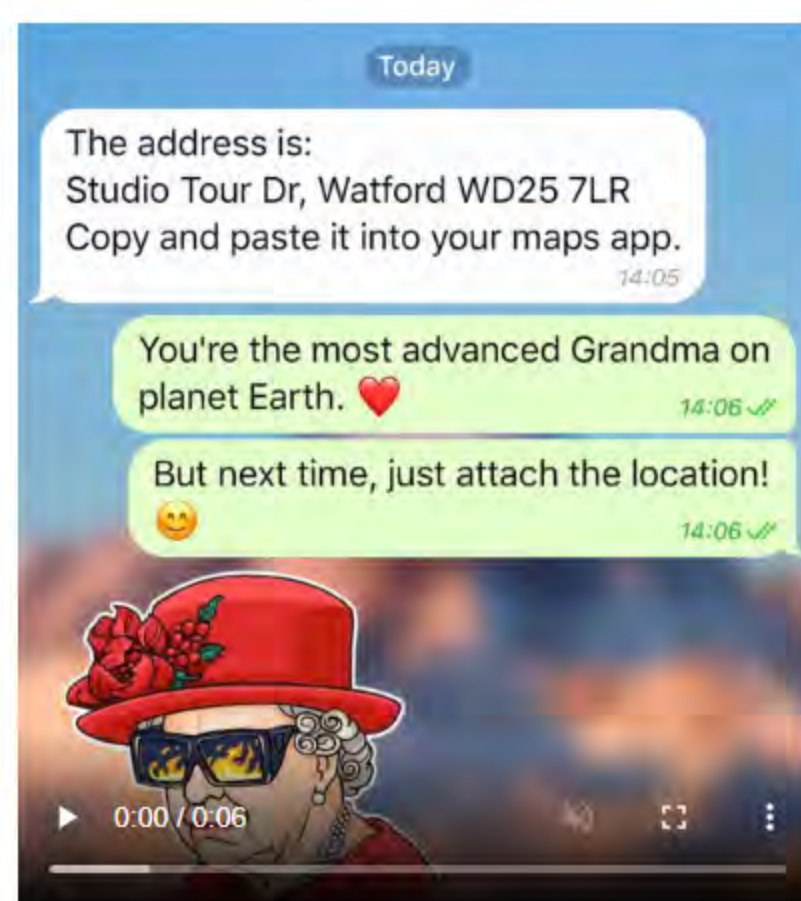 Today
The address is:
Studio Tour Dr, Watford WD25 7LR
Copy and paste it into your maps app.
14:05
You're the most advanced Grandma on
planet Earth. ❤️
14:06
But next time, just attach the location!
😊
14:06
0:00 / 0:06